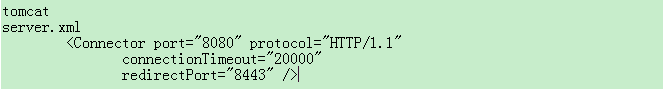 tomcat
server.xml
<Connector port="8080" protocol="HTTP/1.1"
connectionTimeout="20000"
redirectPort="8443" />